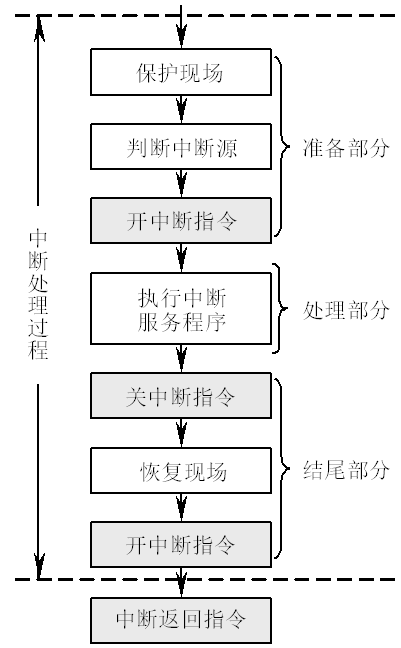 保护现场
判断中断源
开中断指令
准备部分
执行中断
服务程序
处理部分
中断处理过程
关中断指令
恢复现场
开中断指令
结尾部分
中断返回指令